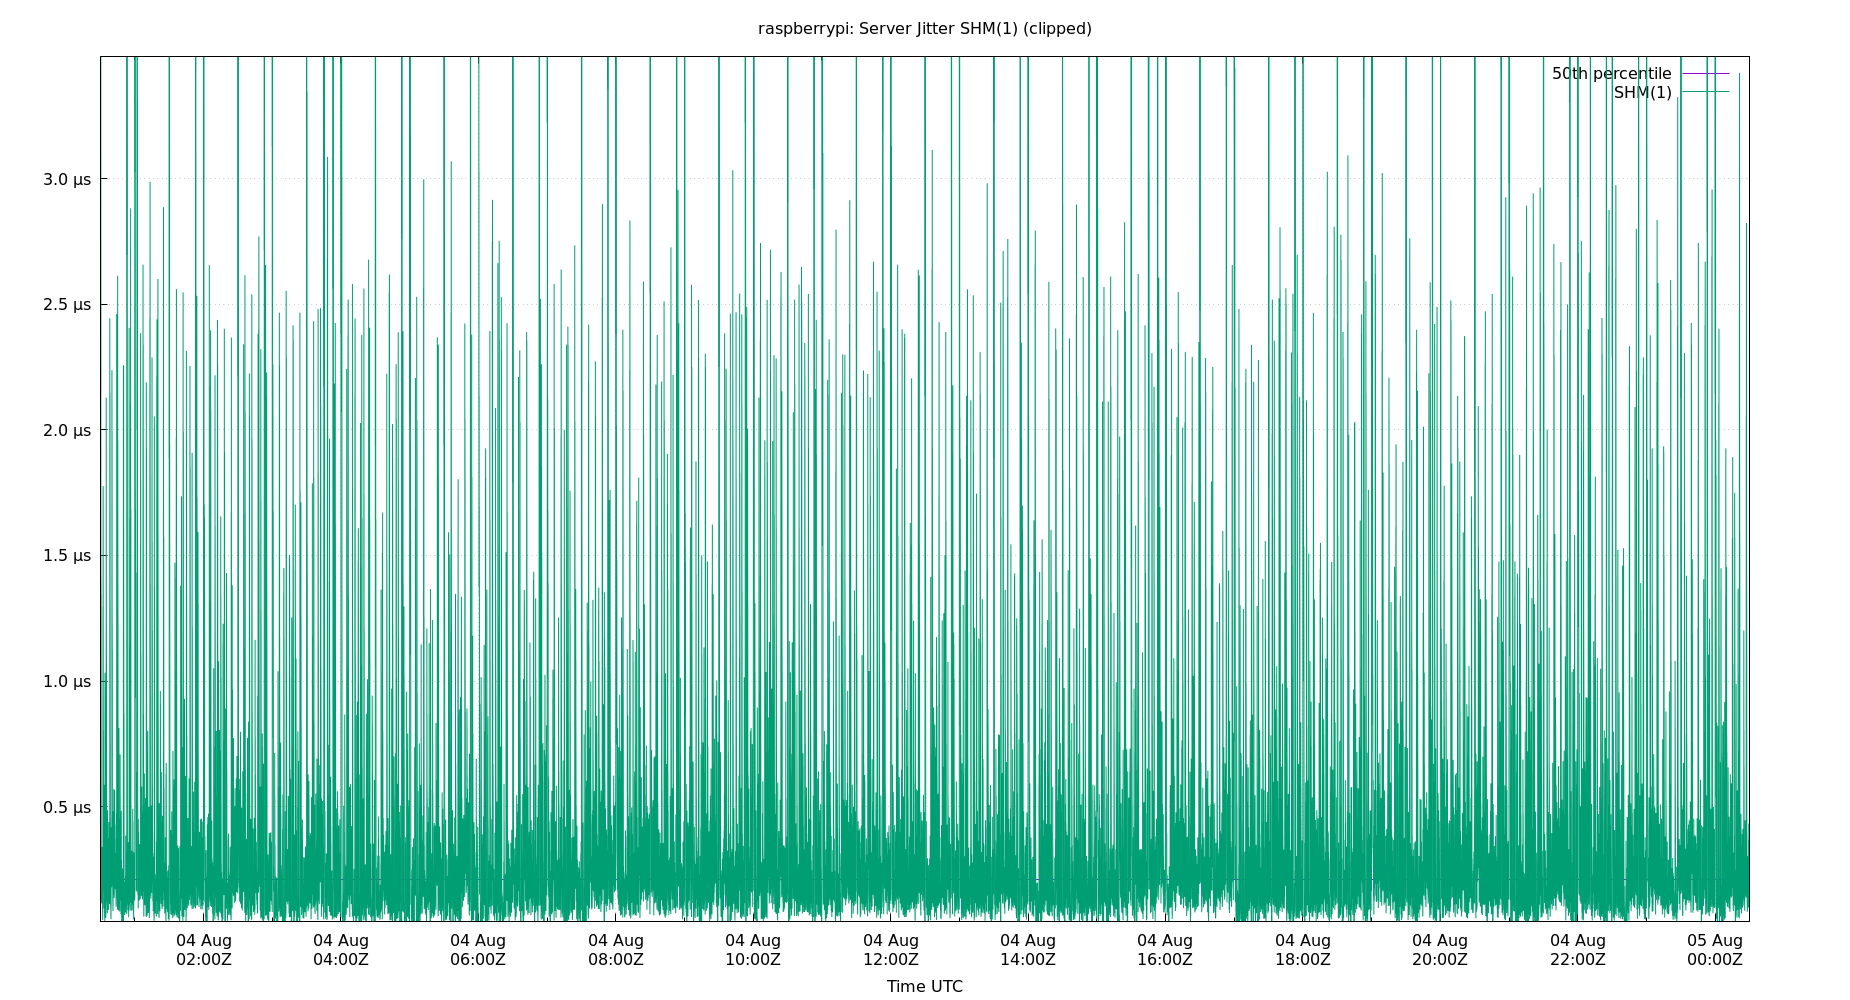 raspberrypi: Server Jitter SHM(1) (clipped)
50th percentile
SHM(1)
3.0 µs
2.5 µs
2.0 µs
1.5 µs
1.0 µs
0.5 µs
04 Aug 04 Aug 04 Aug 04 Aug 04 Aug 04 Aug 04 Aug 04 Aug 04 Aug 04 Aug 04 Aug 05 Aug
02:00Z 04:00Z 06:00Z 08:00Z 10:00Z 12:00Z 14:00Z 16:00Z 18:00Z 20:00Z 22:00Z 00:00Z
Time UTC